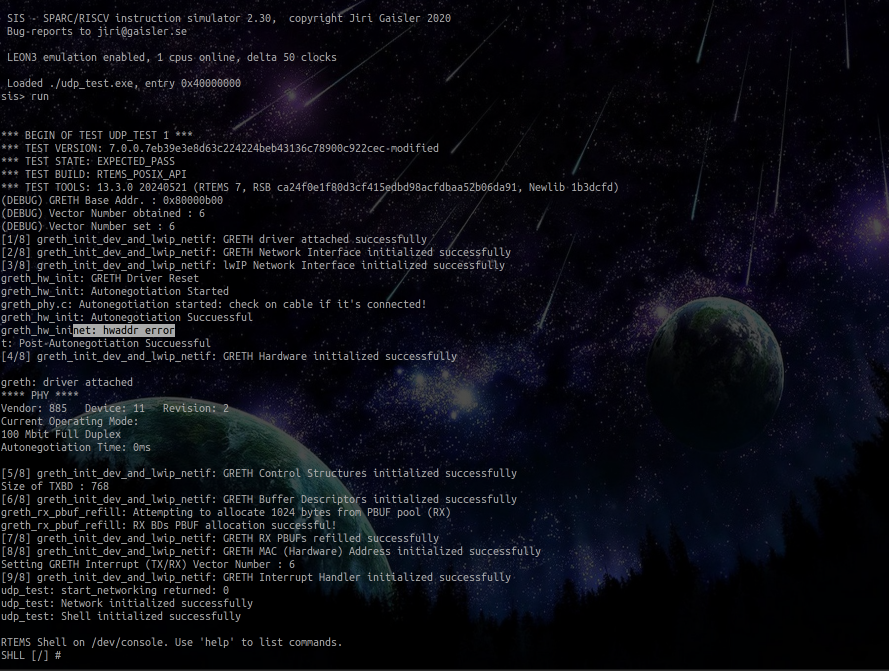 SIS - SPARC/RISCV instruction simulator 2.30,  copyright Jiri Gaisler 2020
Bug-reports to jiri@gaisler.se
LEON3 emulation enabled, 1 cpus online, delta 50 clocks
Loaded ./udp_test.exe, entry 0x40000000
sis> run
*** BEGIN OF TEST UDP_TEST 1 ***
*** TEST VERSION: 7.0.0.7eb39e3e8d63c224224beb43136c78900c922cec-modified
*** TEST STATE: EXPECTED_PASS
*** TEST BUILD: RTEMS_POSIX_API
*** TEST TOOLS: 13.3.0 20240521 (RTEMS 7, RSB ca24f0e1f80d3cf415edbd98acfdbaa52b06da91, Newlib 1b3dcfd)
(DEBUG) GRETH Base Addr. : 0x80000b00
(DEBUG) Vector Number obtained : 6
(DEBUG) Vector Number set : 6
[1/8] greth_init_dev_and_lwip_netif: GRETH driver attached successfully
[2/8] greth_init_dev_and_lwip_netif: GRETH Network Interface initialized successfully
[3/8] greth_init_dev_and_lwip_netif: lwIP Network Interface initialized successfully
greth_hw_init: GRETH Driver Reset
greth_hw_init: Autonegotiation Started
greth_phy.c: Autonegotiation started: check on cable if it's connected!
greth_hw_init: Autonegotiation Succuessful
greth_hw_ininet: hwaddr error
t: Post-Autonegotiation Succuessful
[4/8] greth_init_dev_and_lwip_netif: GRETH Hardware initialized successfully
greth: driver attached
**** PHY ****
Vendor: 885   Device: 11   Revision: 2
Current Operating Mode:
100 Mbit Full Duplex
Autonegotiation Time: 0ms
[5/8] greth_init_dev_and_lwip_netif: GRETH Control Structures initialized successfully
Size of TXBD : 768
[6/8] greth_init_dev_and_lwip_netif: GRETH Buffer Descriptors initialized successfully
greth_rx_pbuf_refill: Attempting to allocate 1024 bytes from PBUF pool (RX)
greth_rx_pbuf_refill: RX BDs PBUF allocation successful!
[7/8] greth_init_dev_and_lwip_netif: GRETH RX PBUFs refilled successfully
[8/8] greth_init_dev_and_lwip_netif: GRETH MAC (Hardware) Address initialized successfully
Setting GRETH Interrupt (TX/RX) Vector Number : 6
[9/8] greth_init_dev_and_lwip_netif: GRETH Interrupt Handler initialized successfully
udp_test: start_networking returned: 0
udp_test: Network initialized successfully
udp_test: Shell initialized successfully
RTEMS Shell on /dev/console. Use 'help' to list commands.
SHLL [/] #